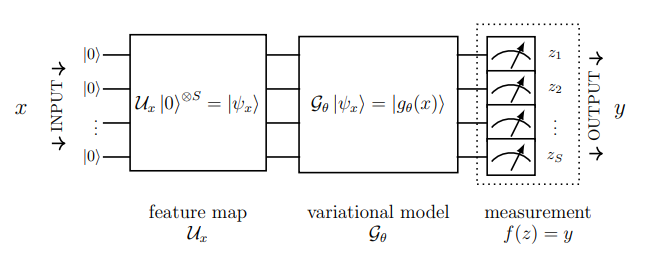 x
INPUT
|0⟩
|0⟩
⋮
|0⟩
𝒰ₓ |0⟩^{⊗S} = |ψₓ⟩
𝒢_θ |ψₓ⟩ = |g_θ(x)⟩
z₁
z₂
⋮
z_S
OUTPUT
y
feature map
𝒰ₓ
variational model
𝒢_θ
measurement
f(z) = y